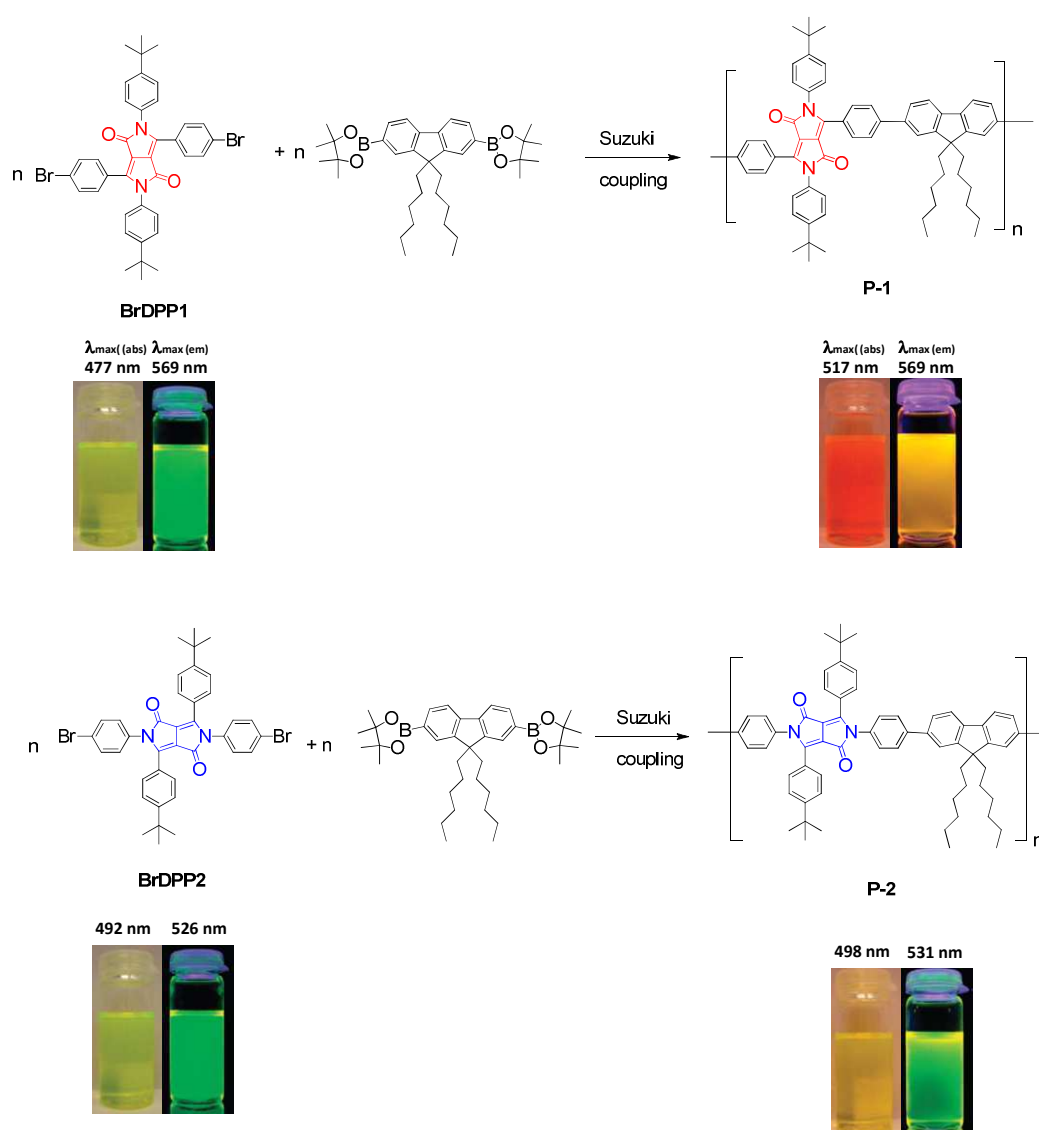 O
N
Br
N
O
n Br
BrDPP1
+ n
O
B
O
O
B
O
Suzuki
coupling
N
O
O
N
n
P-1
λmax( (abs) λmax (em)
477 nm 569 nm
λmax( (abs) λmax (em)
517 nm 569 nm
n Br
O
N
N
O
Br
BrDPP2
+ n
O
B
O
O
B
O
Suzuki
coupling
O
N
N
O
n
P-2
492 nm 526 nm
498 nm 531 nm